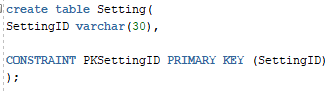 create table Setting(
SettingID varchar(30),
CONSTRAINT PKSettingID PRIMARY KEY (SettingID)
);